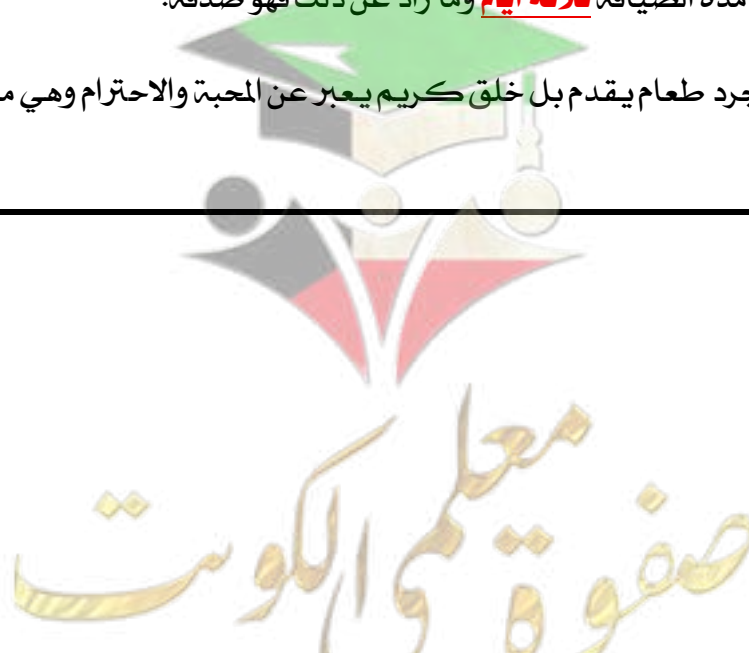 مدة الضيافة ثلاثة أيام وما زاد عن ذلك فهو صدقة.
جرد طعام يقدم بل خلق كريم يعبر عن المحبة والاحترام وهي
معلمي
صفوة
الكويت